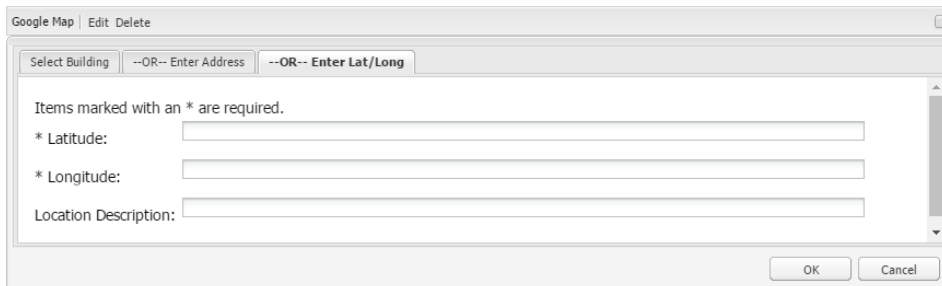 Google Map | Edit Delete
Select Building --OR-- Enter Address --OR-- Enter Lat/Long
Items marked with an * are required.
* Latitude:
* Longitude:
Location Description:
OK Cancel